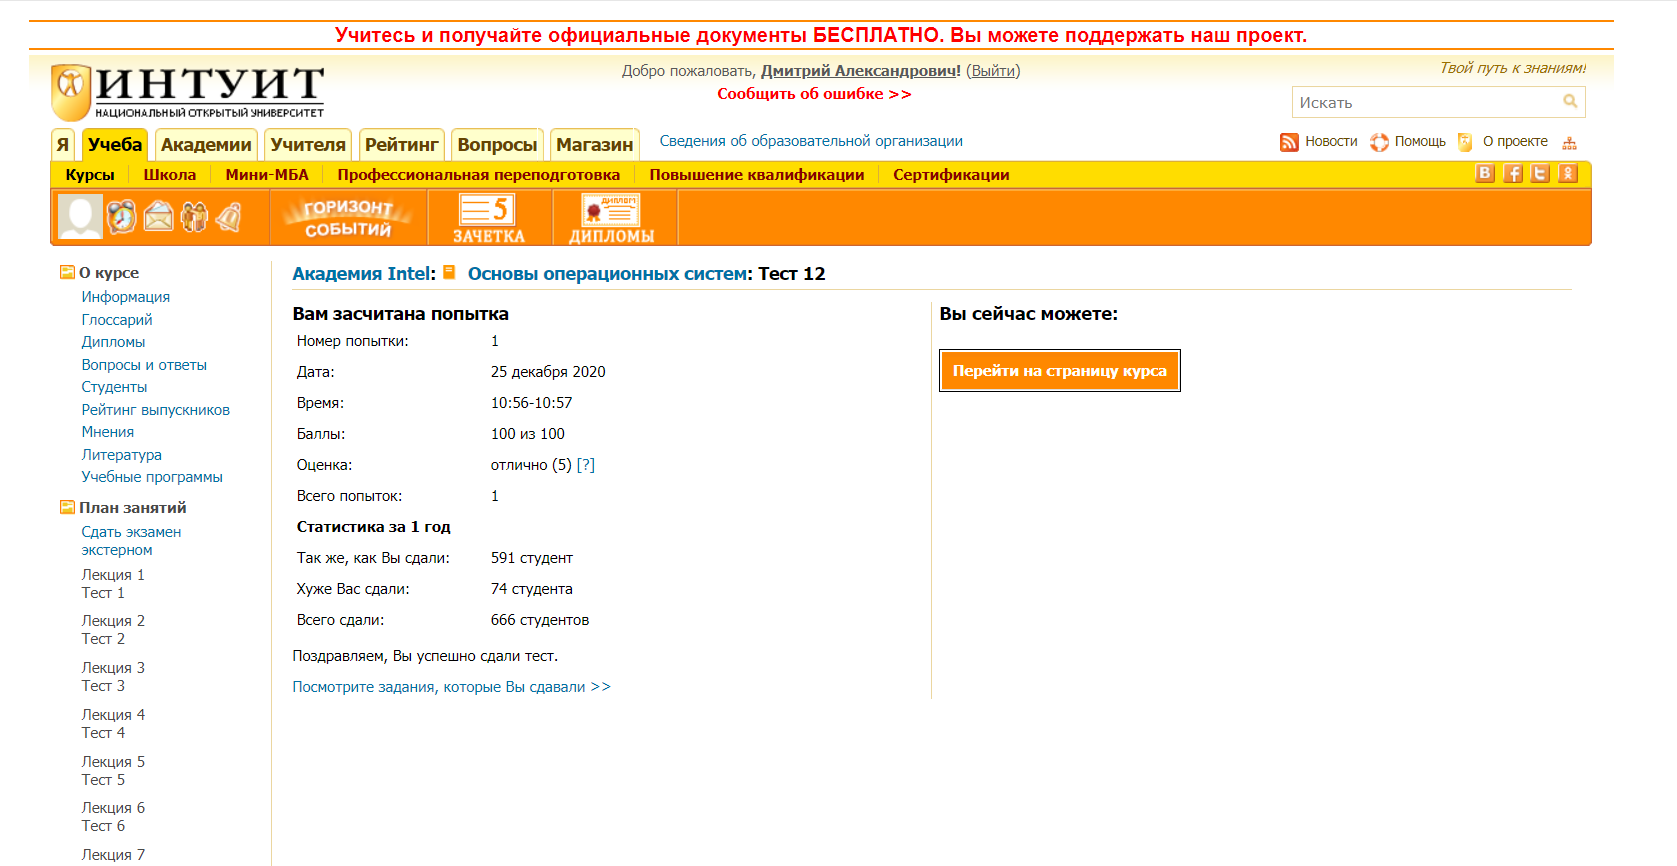 Учитесь и получайте официальные документы БЕСПЛАТНО. Вы можете поддержать наш проект.
ИНТУИТ
НАЦИОНАЛЬНЫЙ ОТКРЫТЫЙ УНИВЕРСИТЕТ
Добро пожаловать, Дмитрий Александрович! (Выйти)
Сообщить об ошибке >>
Твой путь к знаниям!
Искать
Я Учеба Академии Учителя Рейтинг Вопросы Магазин Сведения об образовательной организации Новости Помощь О проекте
Курсы Школа Мини-МБА Профессиональная переподготовка Повышение квалификации Сертификации
ГОРИЗОНТ СОБЫТИЙ
5 ЗАЧЕТКА
ДИПЛОМ ДИПЛОМЫ
О курсе
Информация
Глоссарий
Дипломы
Вопросы и ответы
Студенты
Рейтинг выпускников
Мнения
Литература
Учебные программы
План занятий
Сдать экзамен
экстерном
Лекция 1
Тест 1
Лекция 2
Тест 2
Лекция 3
Тест 3
Лекция 4
Тест 4
Лекция 5
Тест 5
Лекция 6
Тест 6
Лекция 7
Академия Intel: Основы операционных систем: Тест 12
Вам засчитана попытка
Номер попытки: 1
Дата: 25 декабря 2020
Время: 10:56-10:57
Баллы: 100 из 100
Оценка: отлично (5) [?]
Всего попыток: 1
Статистика за 1 год
Так же, как Вы сдали: 591 студент
Хуже Вас сдали: 74 студента
Всего сдали: 666 студентов
Поздравляем, Вы успешно сдали тест.
Посмотрите задания, которые Вы сдавали >>
Вы сейчас можете:
Перейти на страницу курса